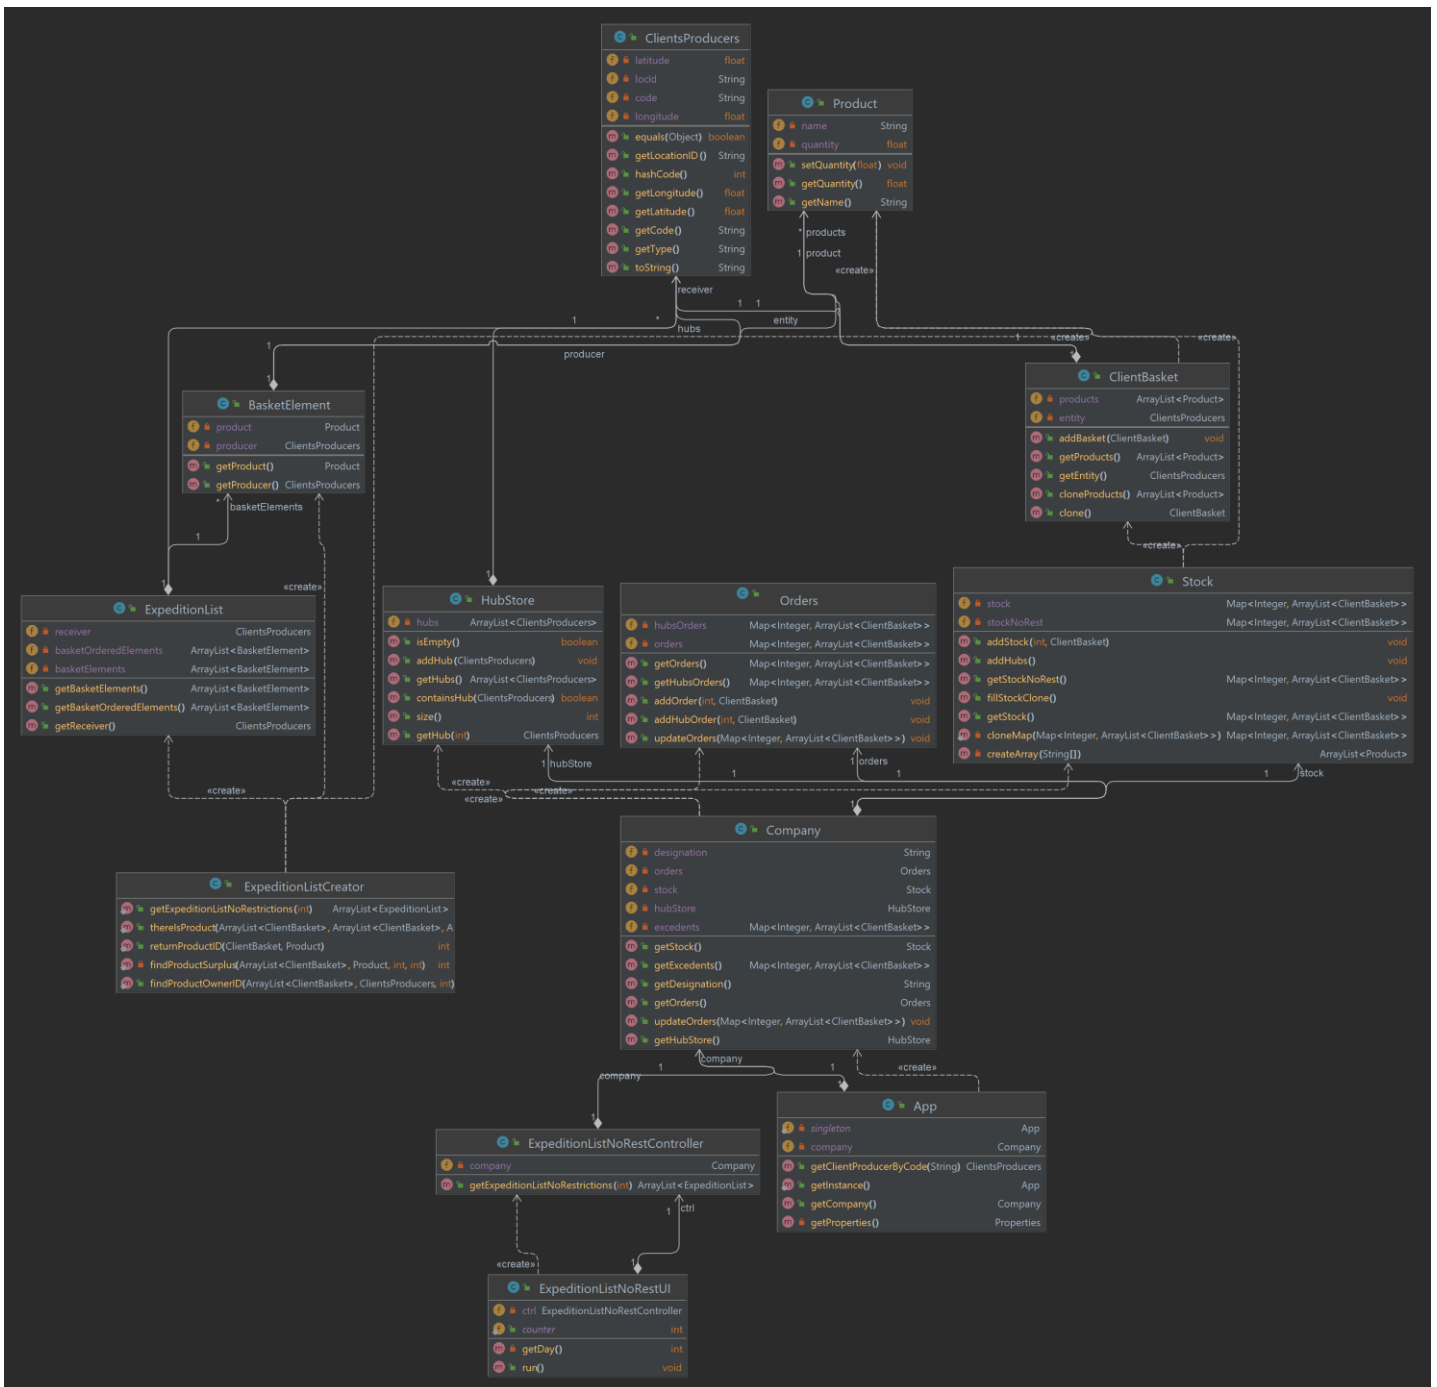 ClientsProducers
latitude float
locId String
code String
longitude float
equals(Object) boolean
getLocationID() String
hashCode() int
getLongitude() float
getLatitude() float
getCode() String
getType() String
toString() String
Product
name String
quantity float
setQuantity(float) void
getQuantity() float
getName() String
* products
1 product
«create»
receiver
1 1
1 * hubs entity
1 1 «create» «create»
producer
1 1
ClientBasket
products ArrayList<Product>
entity ClientsProducers
addBasket(ClientBasket) void
getProducts() ArrayList<Product>
getEntity() ClientsProducers
cloneProducts() ArrayList<Product>
clone() ClientBasket
BasketElement
product Product
producer ClientsProducers
getProduct() Product
getProducer() ClientsProducers
* basketElements
1
«create»
«create»
1 1
ExpeditionList
receiver ClientsProducers
basketOrderedElements ArrayList<BasketElement>
basketElements ArrayList<BasketElement>
getBasketElements() ArrayList<BasketElement>
getBasketOrderedElements() ArrayList<BasketElement>
getReceiver() ClientsProducers
HubStore
hubs ArrayList<ClientsProducers>
isEmpty() boolean
addHub(ClientsProducers) void
getHubs() ArrayList<ClientsProducers>
containsHub(ClientsProducers) boolean
size() int
getHub(int) ClientsProducers
Orders
hubsOrders Map<Integer, ArrayList<ClientBasket>>
orders Map<Integer, ArrayList<ClientBasket>>
getOrders() Map<Integer, ArrayList<ClientBasket>>
getHubsOrders() Map<Integer, ArrayList<ClientBasket>>
addOrder(int, ClientBasket) void
addHubOrder(int, ClientBasket) void
updateOrders(Map<Integer, ArrayList<ClientBasket>>) void
Stock
stock Map<Integer, ArrayList<ClientBasket>>
stockNoRest Map<Integer, ArrayList<ClientBasket>>
addStock(int, ClientBasket) void
addHubs() void
getStockNoRest() Map<Integer, ArrayList<ClientBasket>>
fillStockClone() void
getStock() Map<Integer, ArrayList<ClientBasket>>
cloneMap(Map<Integer, ArrayList<ClientBasket>>) Map<Integer, ArrayList<ClientBasket>>
createArray(String[]) ArrayList<Product>
1 hubStore 1 orders
1 1 1 stock
«create» «create» «create»
«create»
1
Company
designation String
orders Orders
stock Stock
hubStore HubStore
excedents Map<Integer, ArrayList<ClientBasket>>
getStock() Stock
getExcedents() Map<Integer, ArrayList<ClientBasket>>
getDesignation() String
getOrders() Orders
updateOrders(Map<Integer, ArrayList<ClientBasket>>) void
getHubStore() HubStore
ExpeditionListCreator
getExpeditionListNoRestrictions(int) ArrayList<ExpeditionList>
thereIsProduct(ArrayList<ClientBasket>, ArrayList<ClientBasket>, A
returnProductID(ClientBasket, Product) int
findProductSurplus(ArrayList<ClientBasket>, Product, int, int) int
findProductOwnerID(ArrayList<ClientBasket>, ClientsProducers, int)
company
1 1 «create»
company
1 1
ExpeditionListNoRestController
company Company
getExpeditionListNoRestrictions(int) ArrayList<ExpeditionList>
App
singleton App
company Company
getClientProducerByCode(String) ClientsProducers
getInstance() App
getCompany() Company
getProperties() Properties
1 ctrl
«create» 1
ExpeditionListNoRestUI
ctrl ExpeditionListNoRestController
counter int
getDay() int
run() void